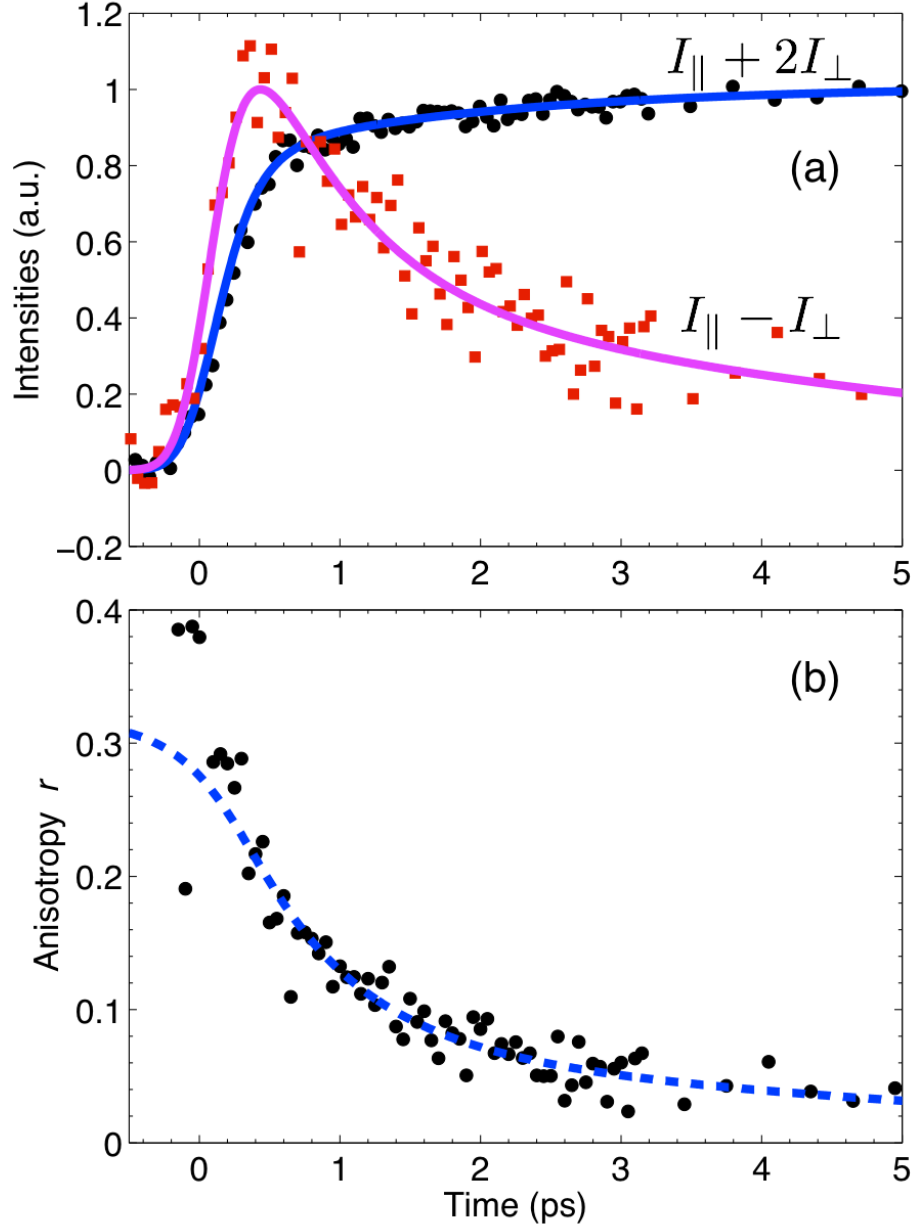 1.2
1
0.8
0.6
0.4
0.2
0
−0.2
Intensities (a.u.)
I∥ + 2I⊥
(a)
I∥ − I⊥
0 1 2 3 4 5
0.4
0.3
0.2
0.1
0
Anisotropy r
(b)
0 1 2 3 4 5
Time (ps)